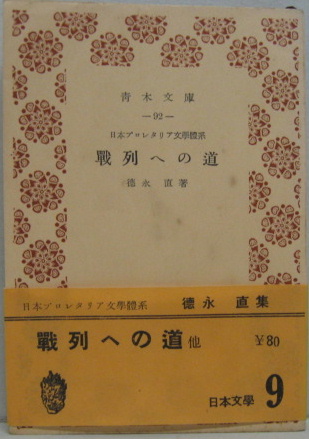 青木文庫
—92—
日本プロレタリア文學體系
戰列への道
德永直著
日本プロレタリア文學體系 德永直集
戰列への道 他 ¥80
日本文學 9